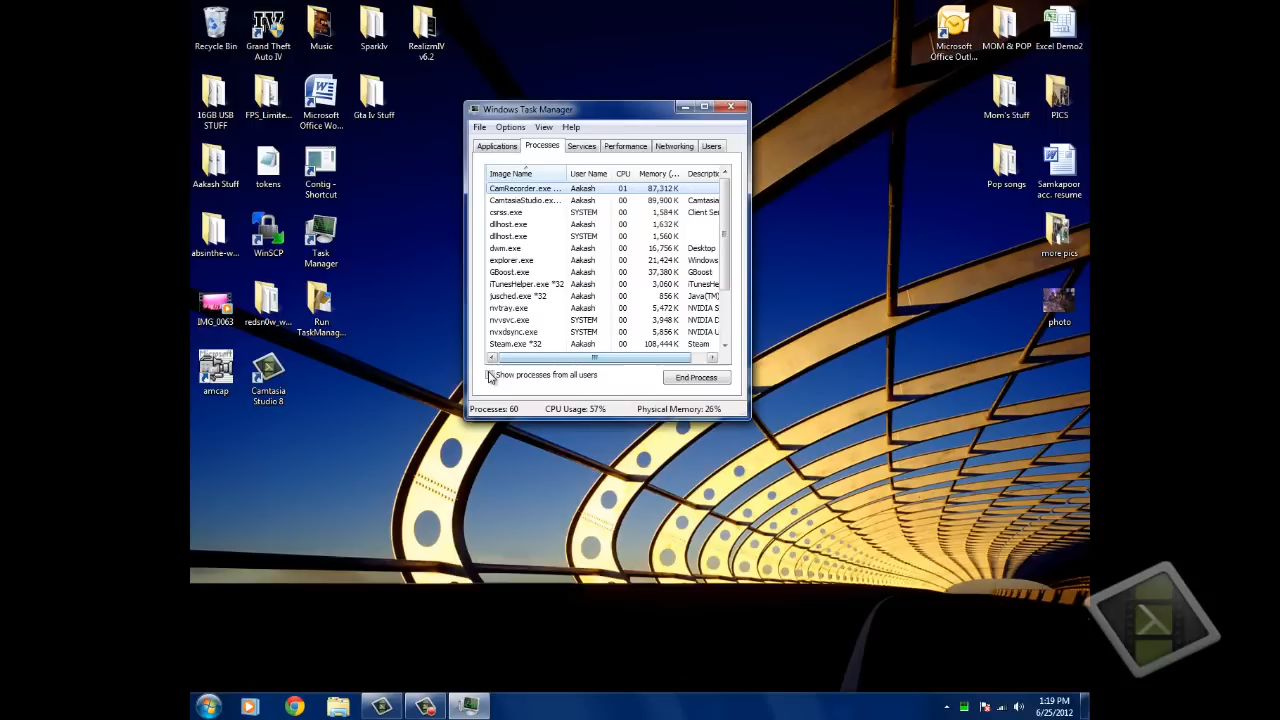 Recycle Bin
Grand Theft Auto IV
Music
SparkIv
RealizmIV v6.2
Microsoft Office Outl...
MOM & POP
Excel Demo2
16GB USB STUFF
FPS_Limite...
Microsoft Office Wo...
Gta Iv Stuff
Mom's Stuff
PICS
Aakash Stuff
tokens
Contig - Shortcut
Pop songs
Samkapoor acc. resume
absinthe-w...
WinSCP
Task Manager
more pics
IMG_0063
redsn0w_w...
Run TaskManag...
photo
Microsoft
amcap
Camtasia Studio 8
Windows Task Manager
File Options View Help
Applications Processes Services Performance Networking Users
Image Name User Name CPU Memory (... Descriptio
CamRecorder.exe ... Aakash 01 87,312 K
CamtasiaStudio.ex... Aakash 00 89,900 K Camtasia
csrss.exe SYSTEM 00 1,584 K Client Ser
dllhost.exe Aakash 00 1,632 K
dllhost.exe SYSTEM 00 1,560 K
dwm.exe Aakash 00 16,756 K Desktop
explorer.exe Aakash 00 21,424 K Windows
GBoost.exe Aakash 00 37,380 K GBoost
iTunesHelper.exe *32 Aakash 00 3,060 K iTunesHe
jusched.exe *32 Aakash 00 856 K Java(TM)
nvtray.exe Aakash 00 5,472 K NVIDIA S
nvvsvc.exe SYSTEM 00 3,948 K NVIDIA D
nvxdsync.exe SYSTEM 00 5,856 K NVIDIA U
Steam.exe *32 Aakash 00 108,444 K Steam
Show processes from all users
End Process
Processes: 60 CPU Usage: 57% Physical Memory: 26%
1:19 PM
6/25/2012